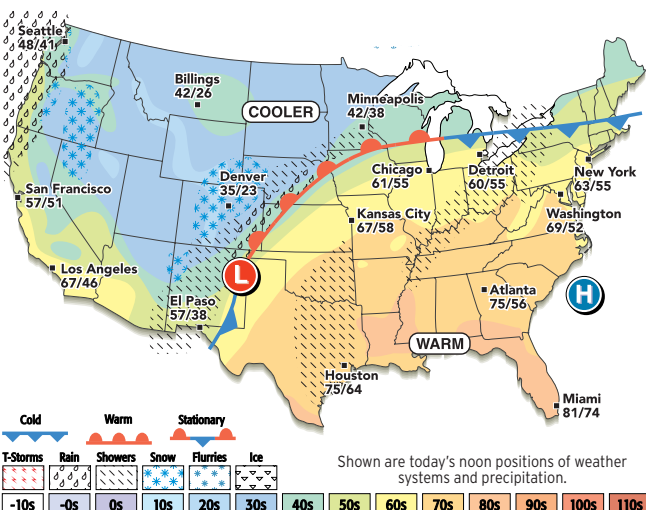 Seattle
48/41
Billings
42/26
COOLER
Minneapolis
42/38
Denver
35/23
Chicago
61/55
Detroit
60/55
New York
63/55
San Francisco
57/51
Kansas City
67/58
Washington
69/52
Los Angeles
67/46
L
El Paso
57/38
Atlanta
75/56
H
WARM
Houston
75/64
Miami
81/74
Cold
Warm
Stationary
T-Storms
Rain
Showers
Snow
Flurries
Ice
Shown are today's noon positions of weather
systems and precipitation.
-10s
-0s
0s
10s
20s
30s
40s
50s
60s
70s
80s
90s
100s
110s